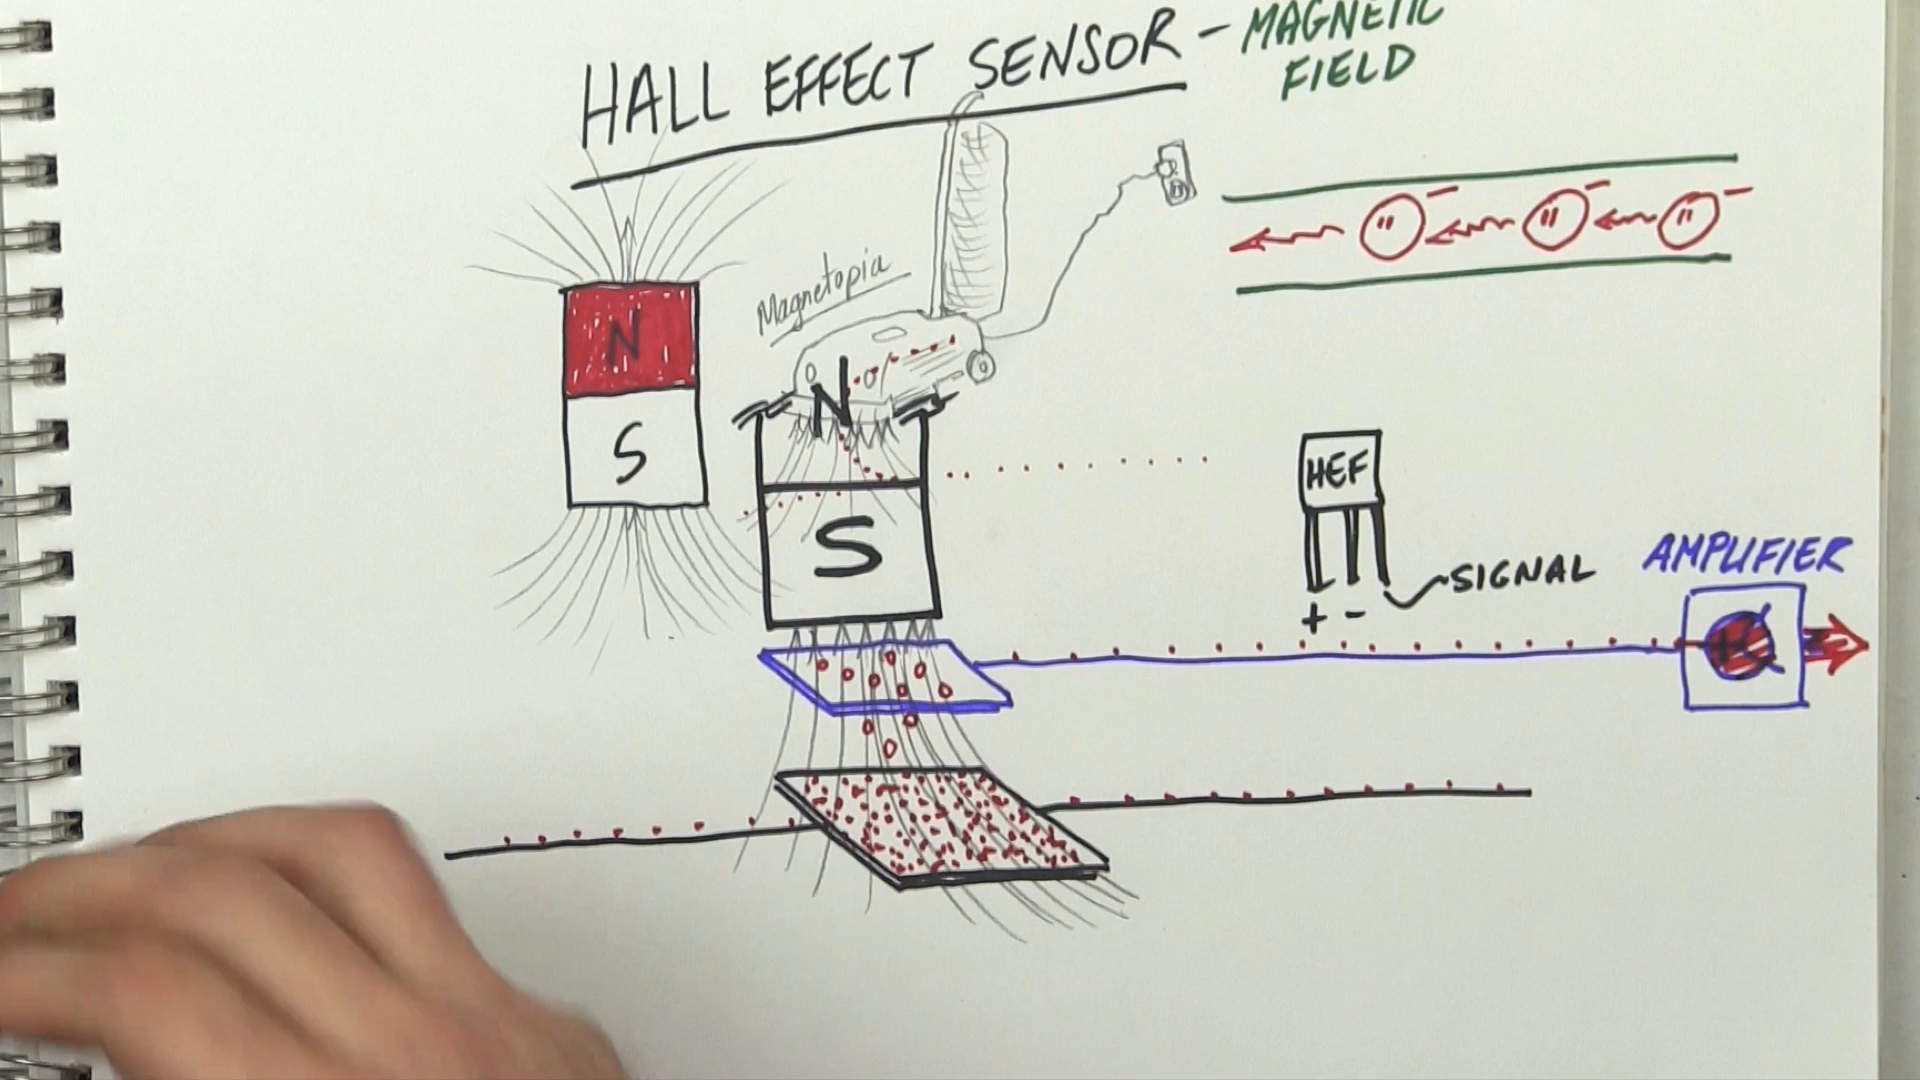 HALL EFFECT SENSOR - MAGNETIC
FIELD
Magnetopia
N
S
N
S
HEF
SIGNAL
+ -
AMPLIFIER